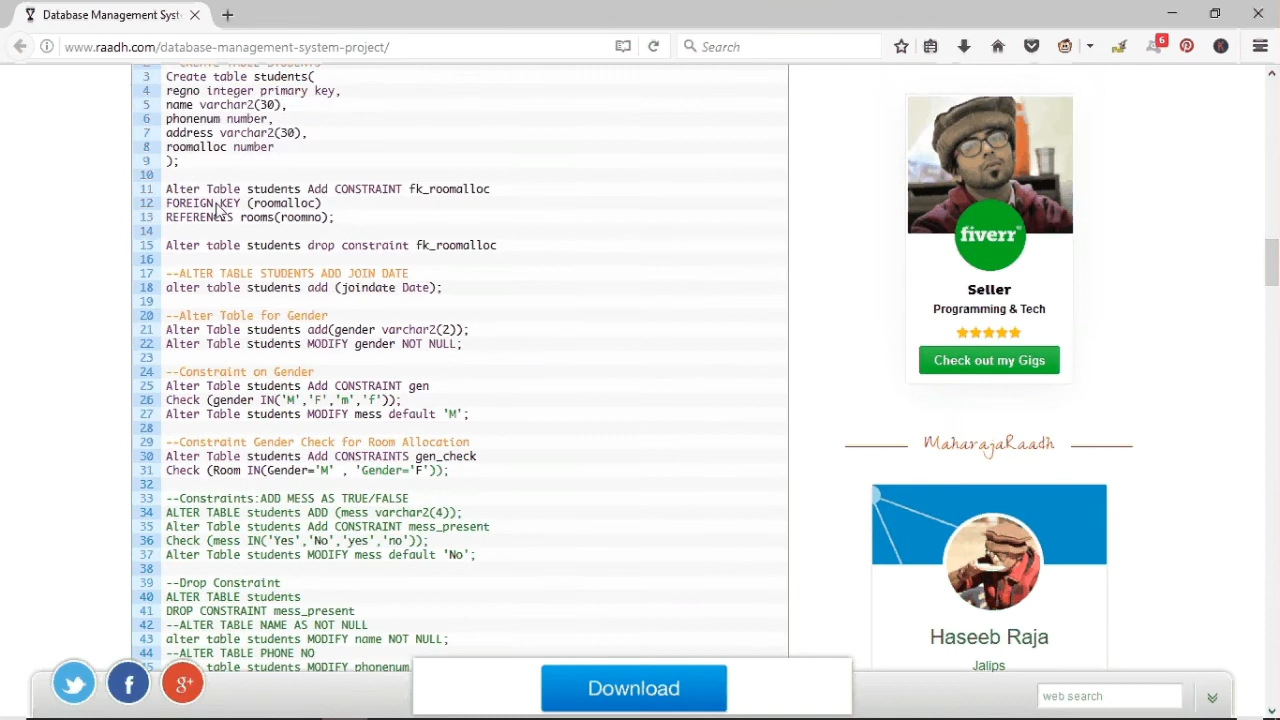 Database Management Syst
www.raadh.com/database-management-system-project/
Search
6
3 Create table students(
4 regno integer primary key,
5 name varchar2(30),
6 phonenum number,
7 address varchar2(30),
8 roomalloc number
9 );
10
11 Alter Table students Add CONSTRAINT fk_roomalloc
12 FOREIGN KEY (roomalloc)
13 REFERENCES rooms(roomno);
14
15 Alter table students drop constraint fk_roomalloc
16
17 --ALTER TABLE STUDENTS ADD JOIN DATE
18 alter table students add (joindate Date);
19
20 --Alter Table for Gender
21 Alter Table students add(gender varchar2(2));
22 Alter Table students MODIFY gender NOT NULL;
23
24 --Constraint on Gender
25 Alter Table students Add CONSTRAINT gen
26 Check (gender IN('M','F','m','f'));
27 Alter Table students MODIFY mess default 'M';
28
29 --Constraint Gender Check for Room Allocation
30 Alter Table students Add CONSTRAINTS gen_check
31 Check (Room IN(Gender='M' , 'Gender='F'));
32
33 --Constraints:ADD MESS AS TRUE/FALSE
34 ALTER TABLE students ADD (mess varchar2(4));
35 Alter Table students Add CONSTRAINT mess_present
36 Check (mess IN('Yes','No','yes','no'));
37 Alter Table students MODIFY mess default 'No';
38
39 --Drop Constraint
40 ALTER TABLE students
41 DROP CONSTRAINT mess_present
42 --ALTER TABLE NAME AS NOT NULL
43 alter table students MODIFY name NOT NULL;
44 --ALTER TABLE PHONE NO
table students MODIFY phonenum
fiverr
Seller
Programming & Tech
Check out my Gigs
MaharajaRaadh
Haseeb Raja
Jalips
f
g+
Download
web search